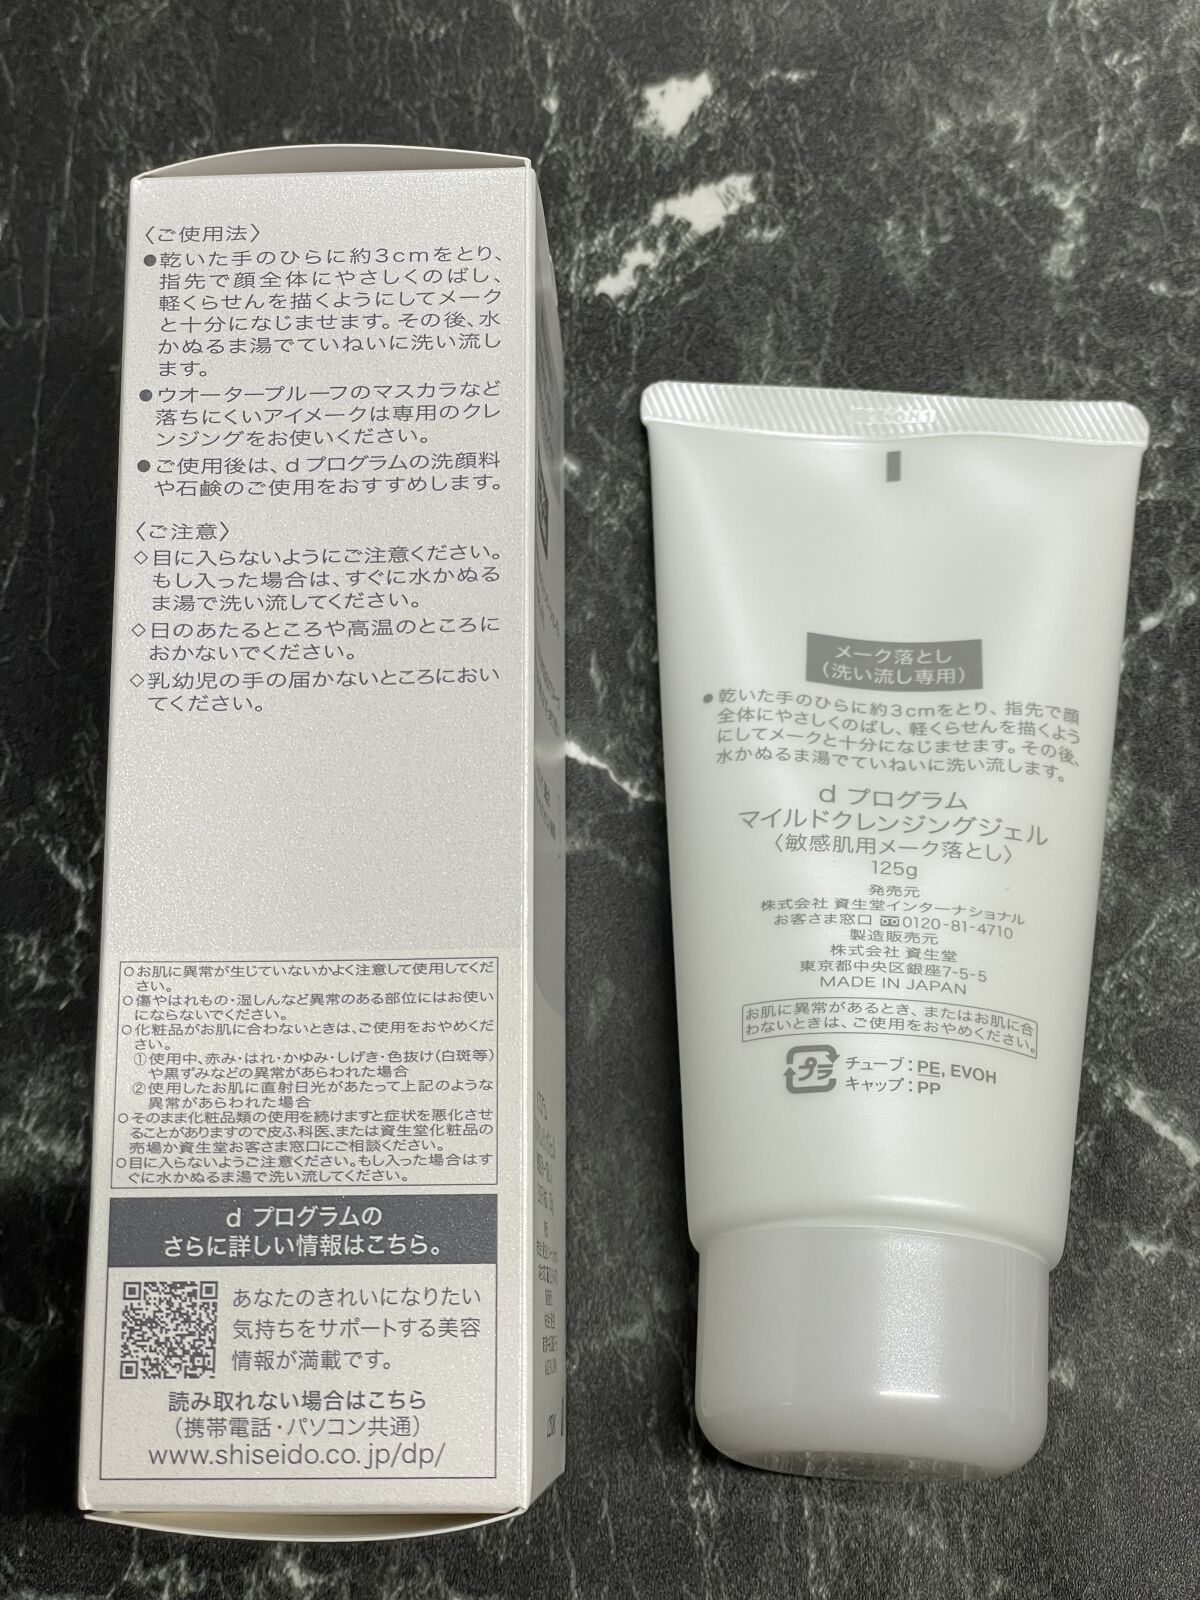 〈ご使用法〉
●乾いた手のひらに約3cmをとり、
指先で顔全体にやさしくのばし、
軽くらせんを描くようにしてメーク
と十分になじませます。その後、水
かぬるま湯でていねいに洗い流し
ます。
●ウオータープルーフのマスカラなど
落ちにくいアイメークは専用のクレ
ンジングをお使いください。
●ご使用後は、d プログラムの洗顔料
や石鹸のご使用をおすすめします。
〈ご注意〉
◇目に入らないようにご注意ください。
もし入った場合は、すぐに水かぬる
ま湯で洗い流してください。
◇日のあたるところや高温のところに
おかないでください。
◇乳幼児の手の届かないところにおい
てください。
○お肌に異常が生じていないかよく注意して使用してくだ
さい。
○傷やはれもの・湿しんなど異常のある部位にはお使い
にならないでください。
○化粧品がお肌に合わないときは、ご使用をおやめくだ
さい。
①使用中、赤み・はれ・かゆみ・しげき・色抜け(白斑等)
や黒ずみなどの異常があらわれた場合
②使用したお肌に直射日光があたって上記のような
異常があらわれた場合
○そのまま化粧品類の使用を続けますと症状を悪化させ
ることがありますので皮ふ科医、または資生堂化粧品の
売場か資生堂お客さま窓口にご相談ください。
○目に入らないようご注意ください。もし入った場合はす
ぐに水かぬるま湯で洗い流してください。
d プログラムの
さらに詳しい情報はこちら。
あなたのきれいになりたい
気持ちをサポートする美容
情報が満載です。
読み取れない場合はこちら
(携帯電話・パソコン共通)
www.shiseido.co.jp/dp/
メーク落とし
(洗い流し専用)
●乾いた手のひらに約3cmをとり、指先で顔
全体にやさしくのばし、軽くらせんを描くよう
にしてメークと十分になじませます。その後、
水かぬるま湯でていねいに洗い流します。
d プログラム
マイルドクレンジングジェル
〈敏感肌用メーク落とし〉
125g
発売元
株式会社 資生堂インターナショナル
お客さま窓口 0120-81-4710
製造販売元
株式会社 資生堂
東京都中央区銀座7-5-5
MADE IN JAPAN
お肌に異常があるとき、またはお肌に合
わないときは、ご使用をおやめください。
プラ
チューブ:PE, EVOH
キャップ:PP